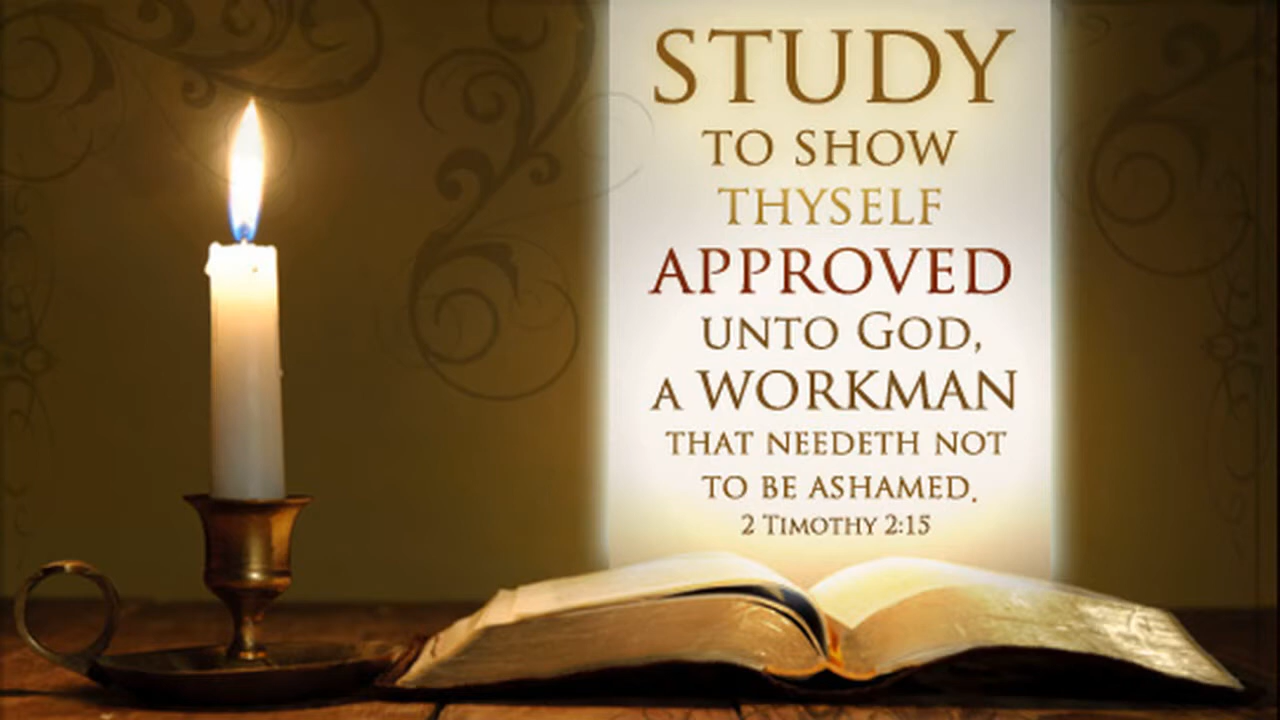 STUDY
TO SHOW
THYSELF
APPROVED
UNTO GOD,
A WORKMAN
THAT NEEDETH NOT
TO BE ASHAMED.
2 TIMOTHY 2:15